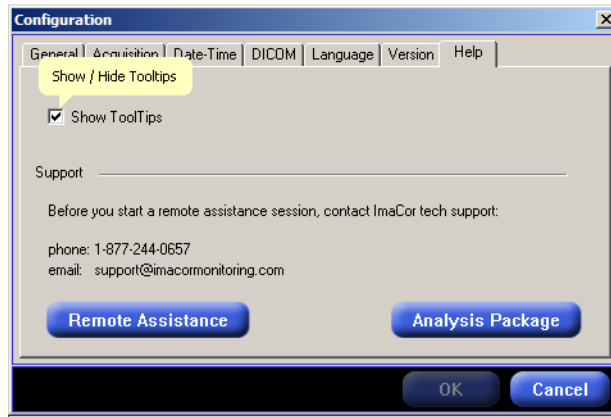 Configuration
General Acquisition Date-Time DICOM Language Version Help
Show / Hide Tooltips
Show ToolTips
Support
Before you start a remote assistance session, contact ImaCor tech support:
phone: 1-877-244-0657
email: support@imacormonitoring.com
Remote Assistance Analysis Package
OK Cancel